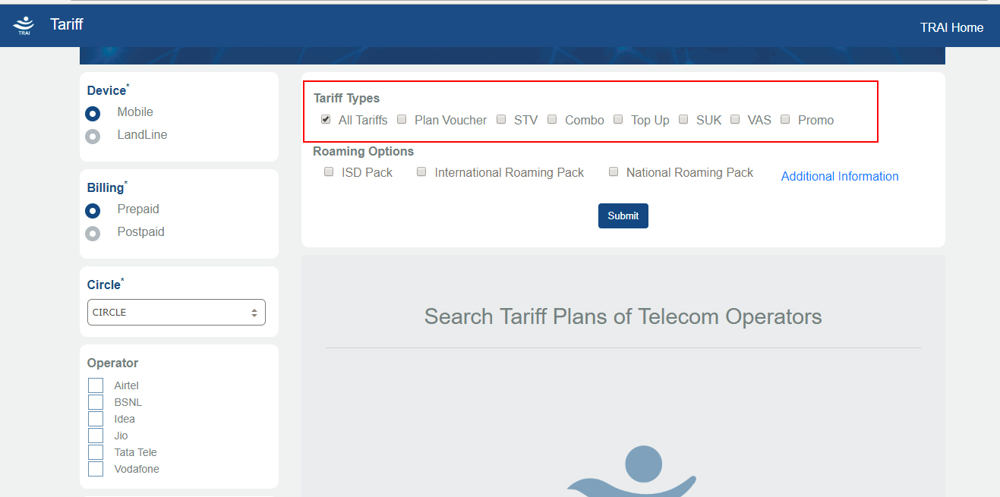 TRAI
Tariff
TRAI Home
Device*
Mobile
LandLine
Billing*
Prepaid
Postpaid
Circle*
CIRCLE
Operator
Airtel
BSNL
Idea
Jio
Tata Tele
Vodafone
Tariff Types
All Tariffs Plan Voucher STV Combo Top Up SUK VAS Promo
Roaming Options
ISD Pack International Roaming Pack National Roaming Pack Additional Information
Submit
Search Tariff Plans of Telecom Operators